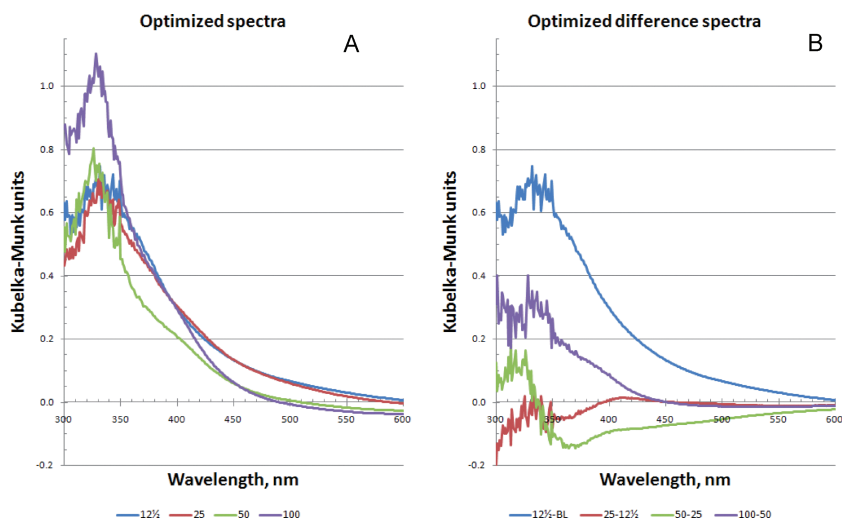 Optimized spectra
A
Kubelka-Munk units
1.0
0.8
0.6
0.4
0.2
0.0
-0.2
300 350 400 450 500 550 600
Wavelength, nm
12½ 25 50 100
Optimized difference spectra
B
Kubelka-Munk units
1.0
0.8
0.6
0.4
0.2
0.0
-0.2
300 350 400 450 500 550 600
Wavelength, nm
12½-BL 25-12½ 50-25 100-50